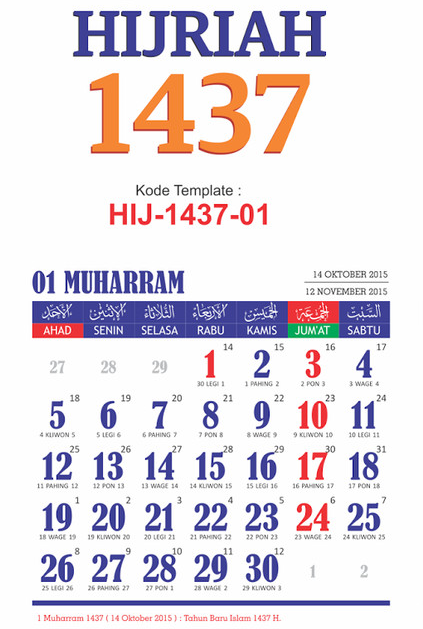 HIJRIAH
1437
Kode Template :
HIJ-1437-01
01 MUHARRAM
14 OKTOBER 2015
12 NOVEMBER 2015
الأحد الإثنين الثلاثاء الأربعاء الخميس الجمعة السبت
AHAD SENIN SELASA RABU KAMIS JUM'AT SABTU
14 15 16 17
27 28 29 1 2 3 4
30 LEGI 1 1 PAHING 2 2 PON 3 3 WAGE 4
18 19 20 21 22 23 24
5 6 7 8 9 10 11
4 KLIWON 5 5 LEGI 6 6 PAHING 7 7 PON 8 8 WAGE 9 9 KLIWON 10 10 LEGI 11
25 26 27 28 29 30 31
12 13 14 15 16 17 18
11 PAHING 12 12 PON 13 13 WAGE 14 14 KLIWON 15 15 LEGI 16 16 PAHING 17 17 PON 18
1 2 3 4 5 6 7
19 20 21 22 23 24 25
18 WAGE 19 19 KLIWON 20 20 LEGI 21 21 PAHING 22 22 PON 23 23 WAGE 24 24 KLIWON 25
8 9 10 11 12
26 27 28 29 30 1 2
25 LEGI 26 26 PAHING 27 27 PON 1 28 WAGE 2 29 KLIWON 3
1 Muharram 1437 ( 14 Oktober 2015 ) : Tahun Baru Islam 1437 H.